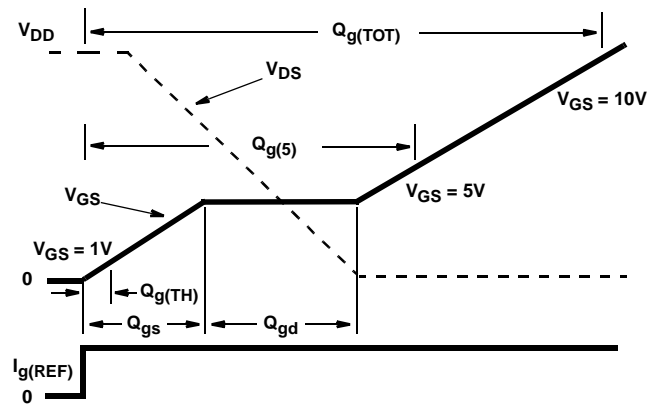 V_DD
Q_g(TOT)
V_DS
V_GS = 10V
Q_g(5)
V_GS
V_GS = 5V
V_GS = 1V
0
Q_g(TH)
Q_gs
Q_gd
I_g(REF)
0